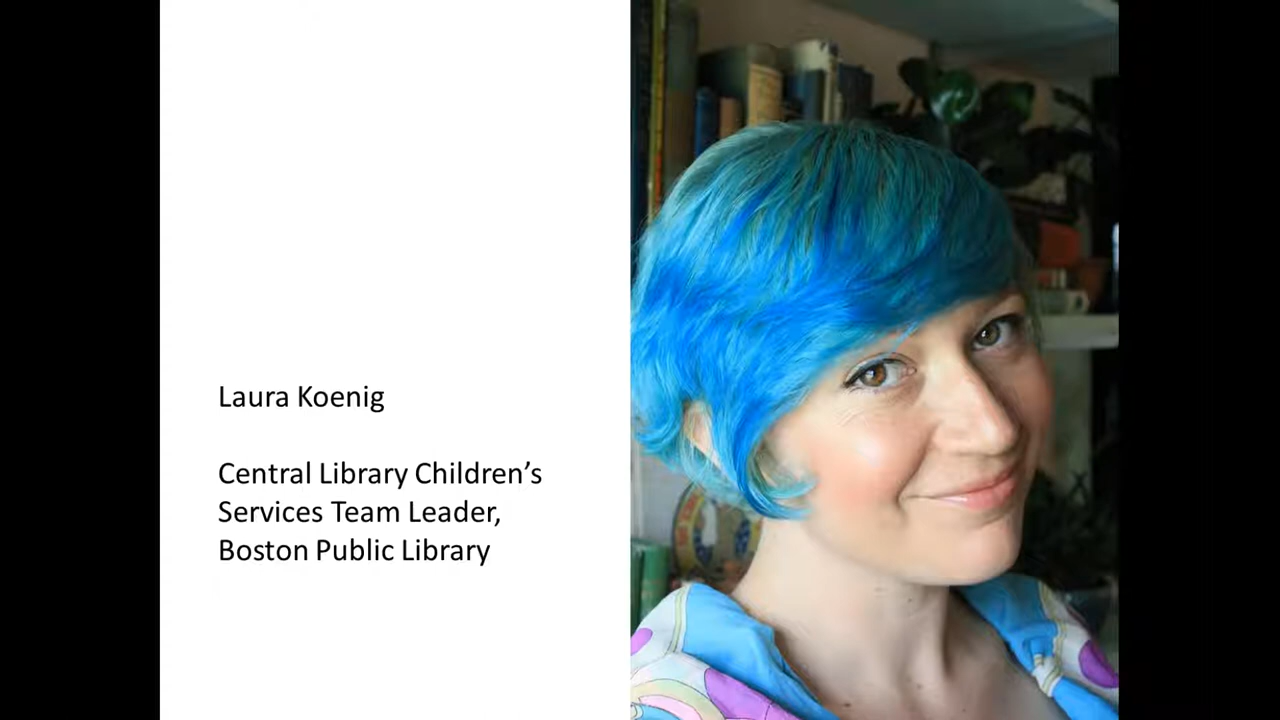 Laura Koenig
Central Library Children’s
Services Team Leader,
Boston Public Library